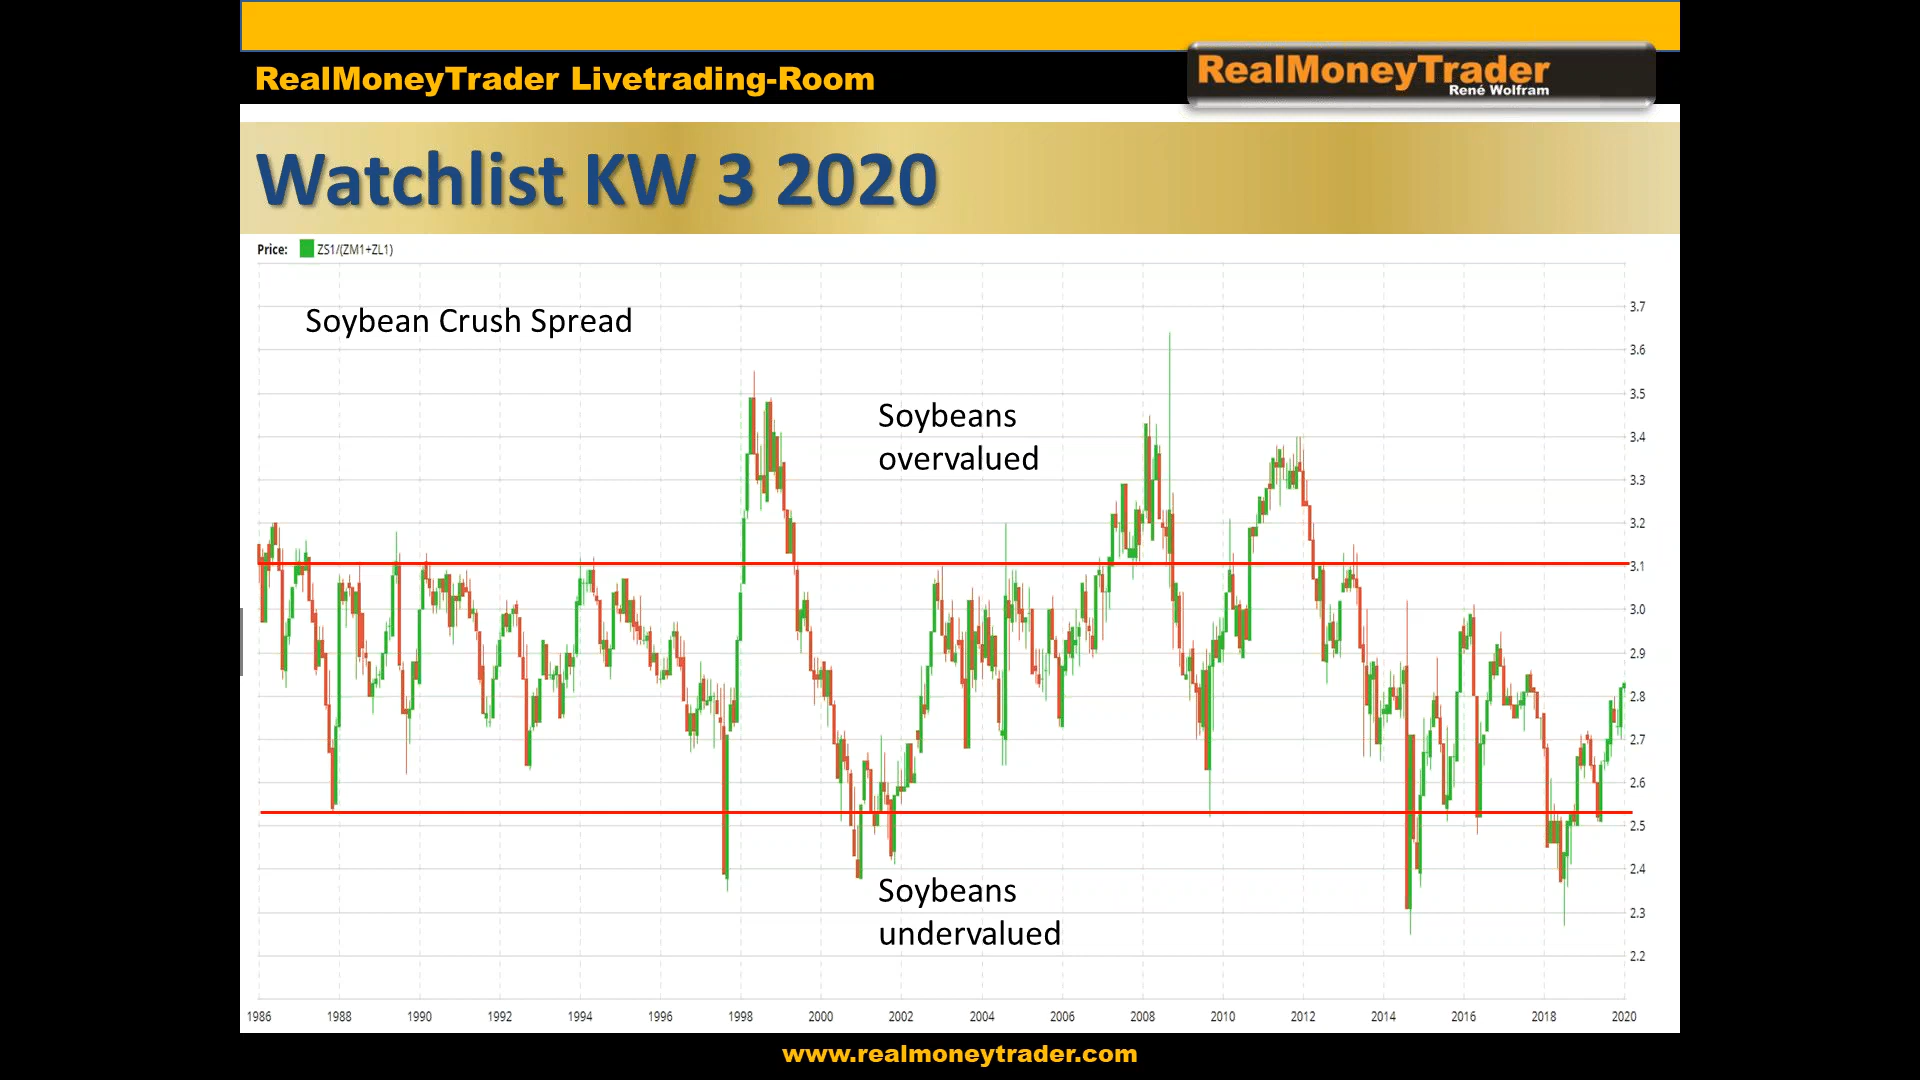 RealMoneyTrader Livetrading-Room
RealMoneyTrader
René Wolfram
Watchlist KW 3 2020
Price: ZS1/(ZM1+ZL1)
Soybean Crush Spread
Soybeans
overvalued
Soybeans
undervalued
3.7
3.6
3.5
3.4
3.3
3.2
3.1
3.0
2.9
2.8
2.7
2.6
2.5
2.4
2.3
2.2
1986 1988 1990 1992 1994 1996 1998 2000 2002 2004 2006 2008 2010 2012 2014 2016 2018 2020
www.realmoneytrader.com